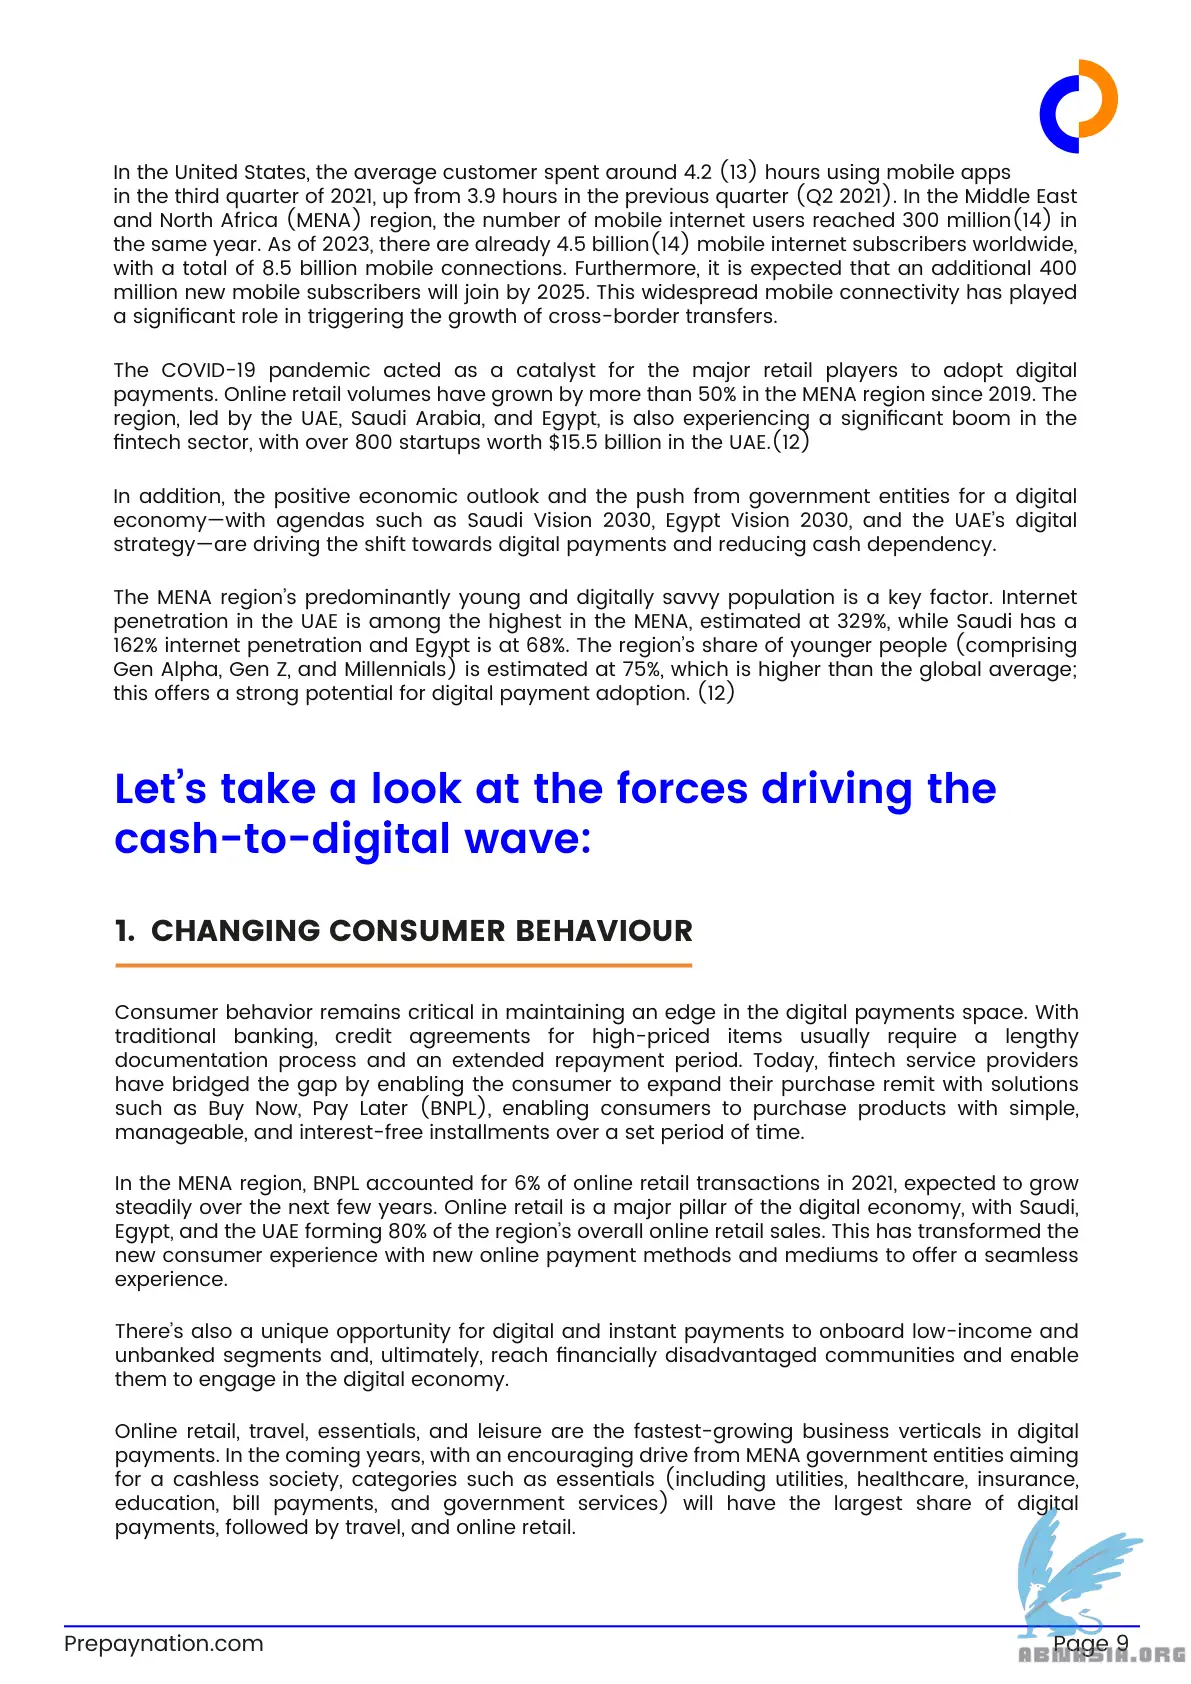 In the United States, the average customer spent around 4.2 (13) hours using mobile apps
in the third quarter of 2021, up from 3.9 hours in the previous quarter (Q2 2021). In the Middle East
and North Africa (MENA) region, the number of mobile internet users reached 300 million(14) in
the same year. As of 2023, there are already 4.5 billion(14) mobile internet subscribers worldwide,
with a total of 8.5 billion mobile connections. Furthermore, it is expected that an additional 400
million new mobile subscribers will join by 2025. This widespread mobile connectivity has played
a significant role in triggering the growth of cross-border transfers.
The COVID-19 pandemic acted as a catalyst for the major retail players to adopt digital
payments. Online retail volumes have grown by more than 50% in the MENA region since 2019. The
region, led by the UAE, Saudi Arabia, and Egypt, is also experiencing a significant boom in the
fintech sector, with over 800 startups worth $15.5 billion in the UAE.(12)
In addition, the positive economic outlook and the push from government entities for a digital
economy—with agendas such as Saudi Vision 2030, Egypt Vision 2030, and the UAE's digital
strategy—are driving the shift towards digital payments and reducing cash dependency.
The MENA region's predominantly young and digitally savvy population is a key factor. Internet
penetration in the UAE is among the highest in the MENA, estimated at 329%, while Saudi has a
162% internet penetration and Egypt is at 68%. The region's share of younger people (comprising
Gen Alpha, Gen Z, and Millennials) is estimated at 75%, which is higher than the global average;
this offers a strong potential for digital payment adoption. (12)
Let's take a look at the forces driving the
cash-to-digital wave:
1. CHANGING CONSUMER BEHAVIOUR
Consumer behavior remains critical in maintaining an edge in the digital payments space. With
traditional banking, credit agreements for high-priced items usually require a lengthy
documentation process and an extended repayment period. Today, fintech service providers
have bridged the gap by enabling the consumer to expand their purchase remit with solutions
such as Buy Now, Pay Later (BNPL), enabling consumers to purchase products with simple,
manageable, and interest-free installments over a set period of time.
In the MENA region, BNPL accounted for 6% of online retail transactions in 2021, expected to grow
steadily over the next few years. Online retail is a major pillar of the digital economy, with Saudi,
Egypt, and the UAE forming 80% of the region's overall online retail sales. This has transformed the
new consumer experience with new online payment methods and mediums to offer a seamless
experience.
There's also a unique opportunity for digital and instant payments to onboard low-income and
unbanked segments and, ultimately, reach financially disadvantaged communities and enable
them to engage in the digital economy.
Online retail, travel, essentials, and leisure are the fastest-growing business verticals in digital
payments. In the coming years, with an encouraging drive from MENA government entities aiming
for a cashless society, categories such as essentials (including utilities, healthcare, insurance,
education, bill payments, and government services) will have the largest share of digital
payments, followed by travel, and online retail.
Prepaynation.com
Page 9
ABNASIA.ORG